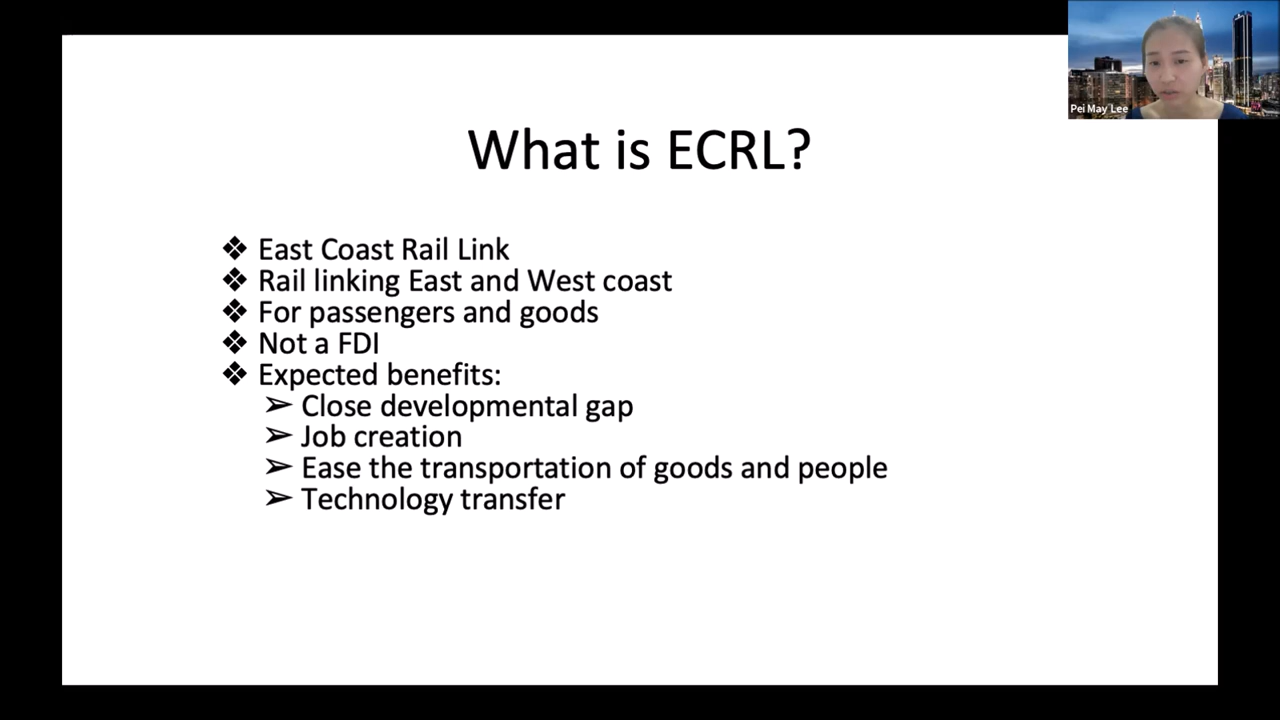 Pei May Lee
What is ECRL?
❖ East Coast Rail Link
❖ Rail linking East and West coast
❖ For passengers and goods
❖ Not a FDI
❖ Expected benefits:
➢ Close developmental gap
➢ Job creation
➢ Ease the transportation of goods and people
➢ Technology transfer